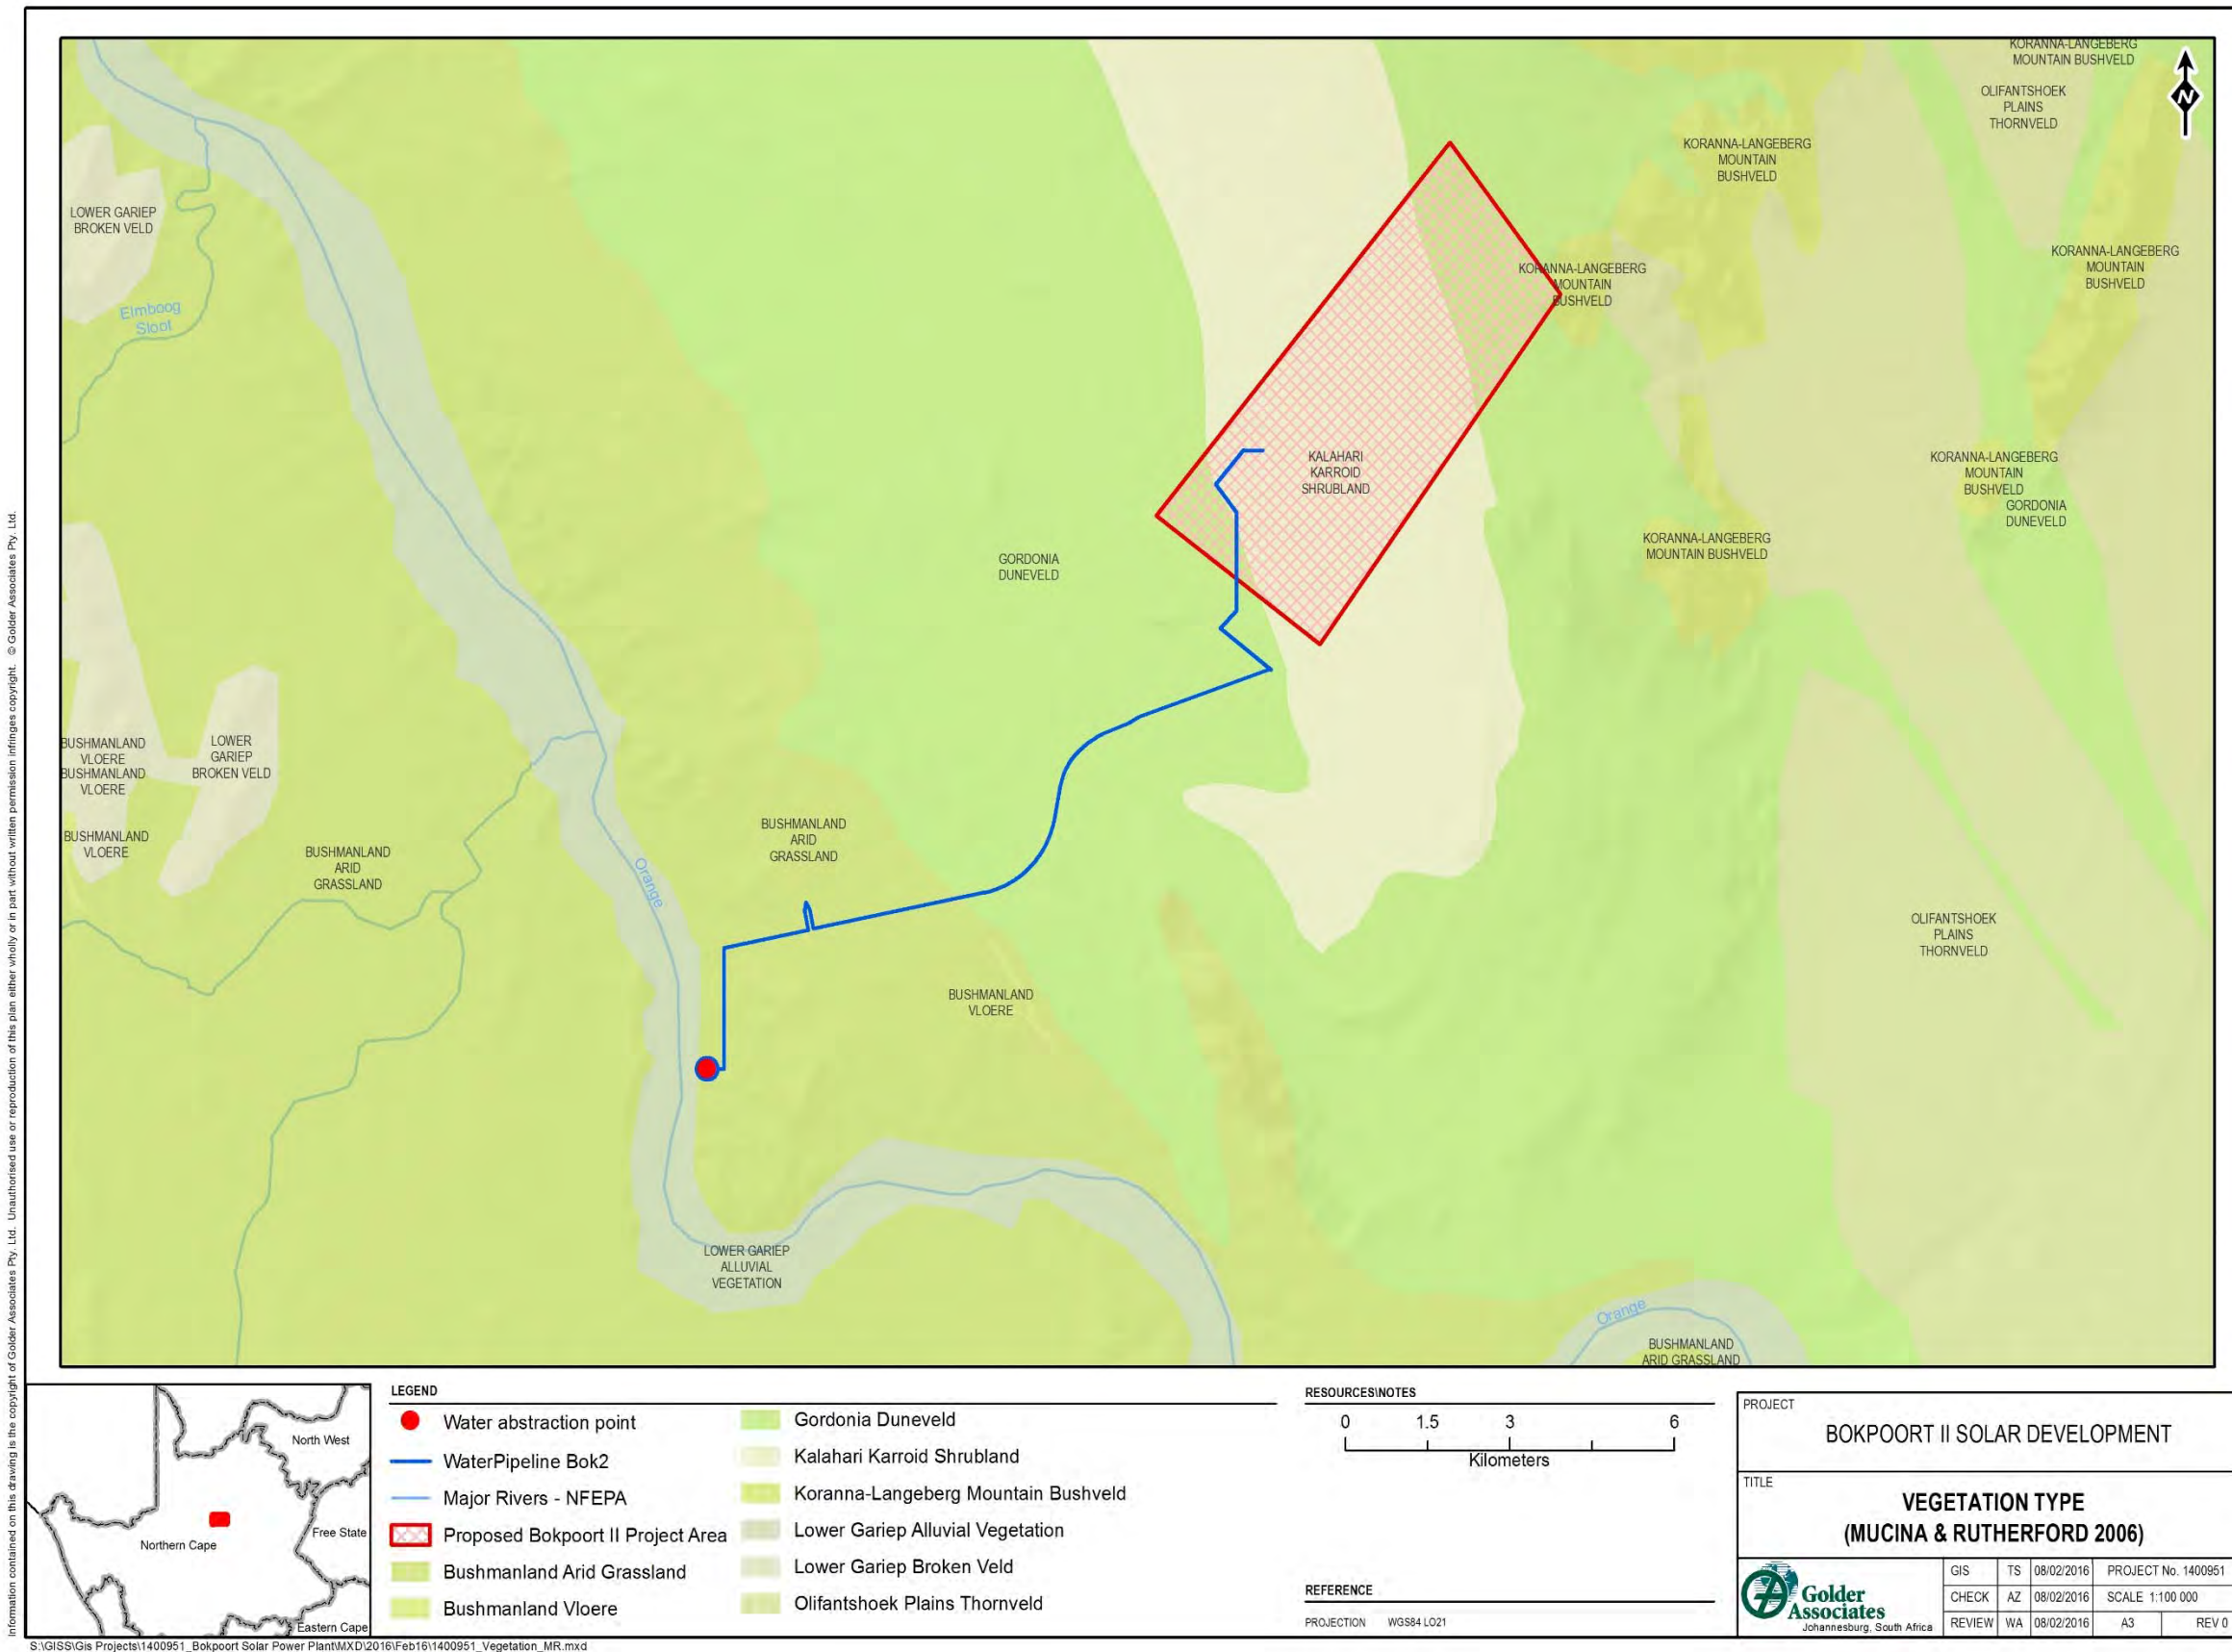 KORANNA-LANGEBERG
MOUNTAIN BUSHVELD
OLIFANTSHOEK
PLAINS
THORNVELD
N
KORANNA-LANGEBERG
MOUNTAIN
BUSHVELD
LOWER GARIEP
BROKEN VELD
KORANNA-LANGEBERG
MOUNTAIN
BUSHVELD
KORANNA-LANGEBERG
MOUNTAIN
BUSHVELD
Elmboog
Sloot
KALAHARI
KARROID
SHRUBLAND
KORANNA-LANGEBERG
MOUNTAIN
BUSHVELD
GORDONIA
DUNEVELD
KORANNA-LANGEBERG
MOUNTAIN BUSHVELD
GORDONIA
DUNEVELD
BUSHMANLAND
VLOERE
BUSHMANLAND
VLOERE
LOWER
GARIEP
BROKEN VELD
BUSHMANLAND
VLOERE
BUSHMANLAND
ARID
GRASSLAND
BUSHMANLAND
ARID
GRASSLAND
Orange
OLIFANTSHOEK
PLAINS
THORNVELD
BUSHMANLAND
VLOERE
LOWER GARIEP
ALLUVIAL
VEGETATION
Orange
BUSHMANLAND
ARID GRASSLAND
Information contained on this drawing is the copyright of Golder Associates Pty. Ltd. Unauthorised use or reproduction of this plan either wholly or in part without written permission infringes copyright. © Golder Associates Pty. Ltd.
North West
Free State
Northern Cape
Eastern Cape
LEGEND
Water abstraction point
WaterPipeline Bok2
Major Rivers - NFEPA
Proposed Bokpoort II Project Area
Bushmanland Arid Grassland
Bushmanland Vloere
Gordonia Duneveld
Kalahari Karroid Shrubland
Koranna-Langeberg Mountain Bushveld
Lower Gariep Alluvial Vegetation
Lower Gariep Broken Veld
Olifantshoek Plains Thornveld
RESOURCES\NOTES
0 1.5 3 6
Kilometers
REFERENCE
PROJECTION WGS84 LO21
PROJECT
BOKPOORT II SOLAR DEVELOPMENT
TITLE
VEGETATION TYPE
(MUCINA & RUTHERFORD 2006)
Golder
Associates
Johannesburg, South Africa
GIS TS 08/02/2016 PROJECT No. 1400951
CHECK AZ 08/02/2016 SCALE 1:100 000
REVIEW WA 08/02/2016 A3 REV 0
S:\GISS\Gis Projects\1400951_Bokpoort Solar Power Plant\MXD\2016\Feb16\1400951_Vegetation_MR.mxd